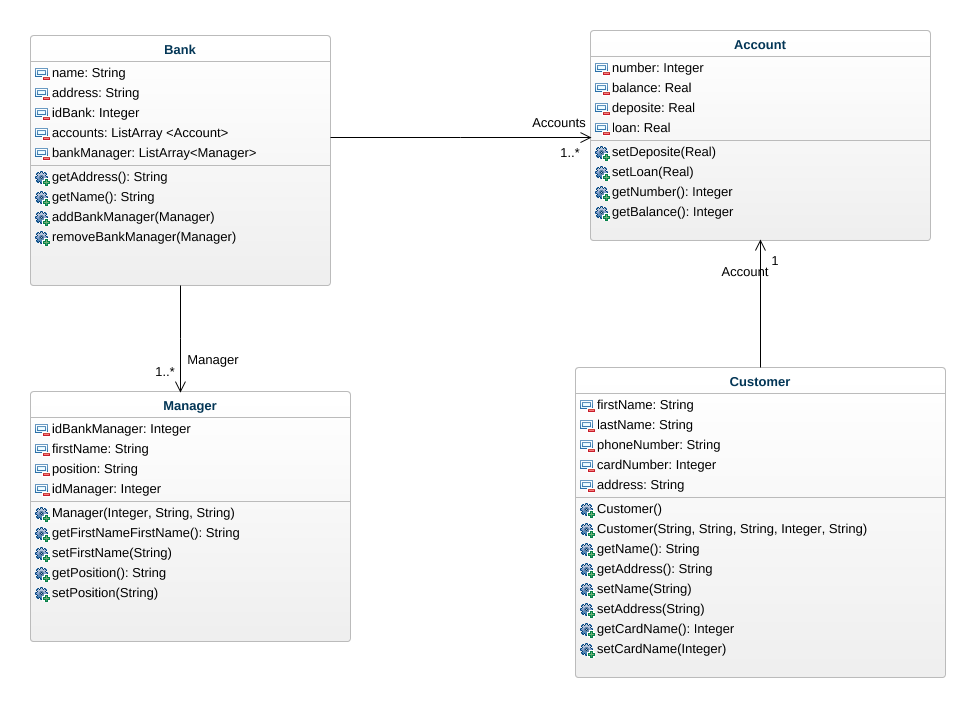 Bank
name: String
address: String
idBank: Integer
accounts: ListArray <Account>
bankManager: ListArray<Manager>
getAddress(): String
getName(): String
addBankManager(Manager)
removeBankManager(Manager)
Accounts
1..*
Account
number: Integer
balance: Real
deposite: Real
loan: Real
setDeposite(Real)
setLoan(Real)
getNumber(): Integer
getBalance(): Integer
1
Account
Manager
1..*
Manager
idBankManager: Integer
firstName: String
position: String
idManager: Integer
Manager(Integer, String, String)
getFirstNameFirstName(): String
setFirstName(String)
getPosition(): String
setPosition(String)
Customer
firstName: String
lastName: String
phoneNumber: String
cardNumber: Integer
address: String
Customer()
Customer(String, String, String, Integer, String)
getName(): String
getAddress(): String
setName(String)
setAddress(String)
getCardName(): Integer
setCardName(Integer)